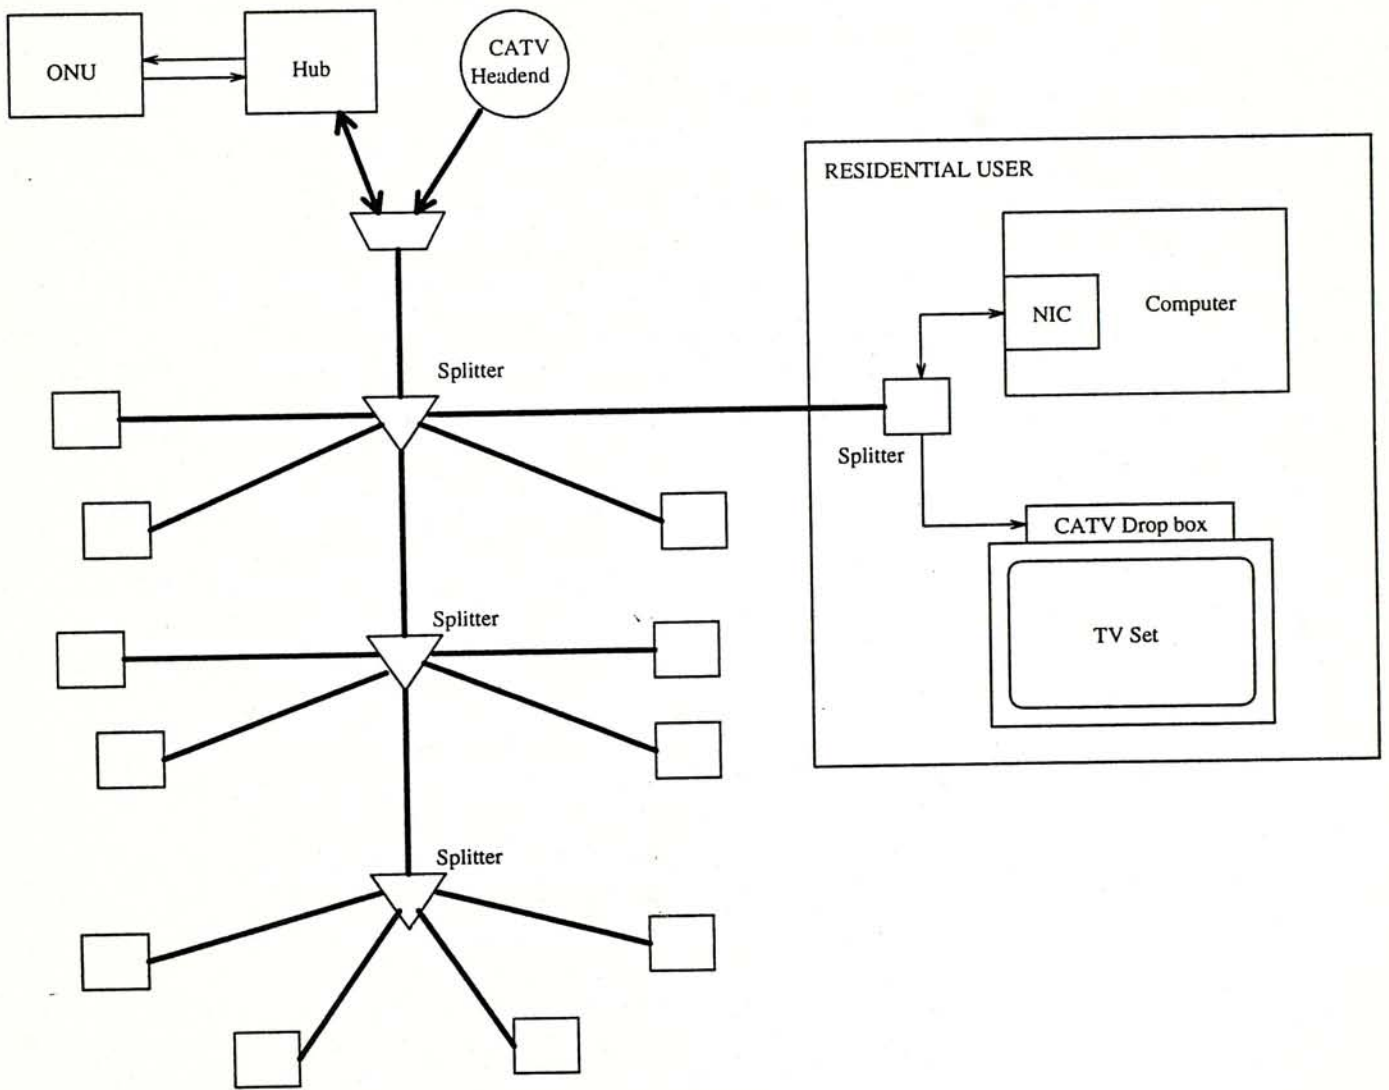 ONU
Hub
CATV
Headend
RESIDENTIAL USER
NIC
Computer
Splitter
Splitter
CATV Drop box
Splitter
TV Set
Splitter